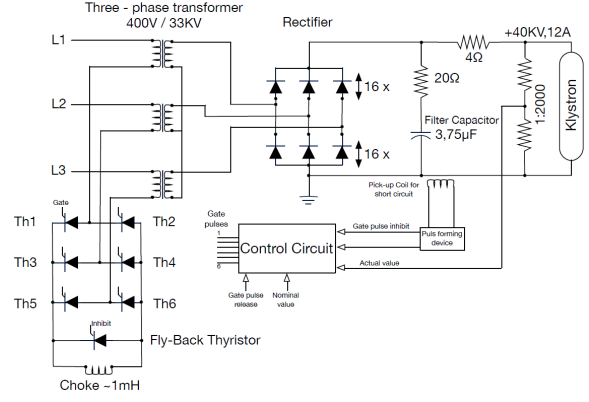 Three - phase transformer
400V / 33KV
Rectifier
+40KV,12A
L1
4Ω
16 x
20Ω
1:2000
Klystron
L2
Filter Capacitor
3,75µF
16 x
L3
Pick-up Coil for
short circuit
Gate
Th1
Th2
Gate
pulses
1
6
Gate pulse inhibit
Puls forming
device
Control Circuit
Actual value
Th3
Th4
Gate pulse
release
Nominal
value
Th5
Th6
Inhibit
Fly-Back Thyristor
Choke ~1mH